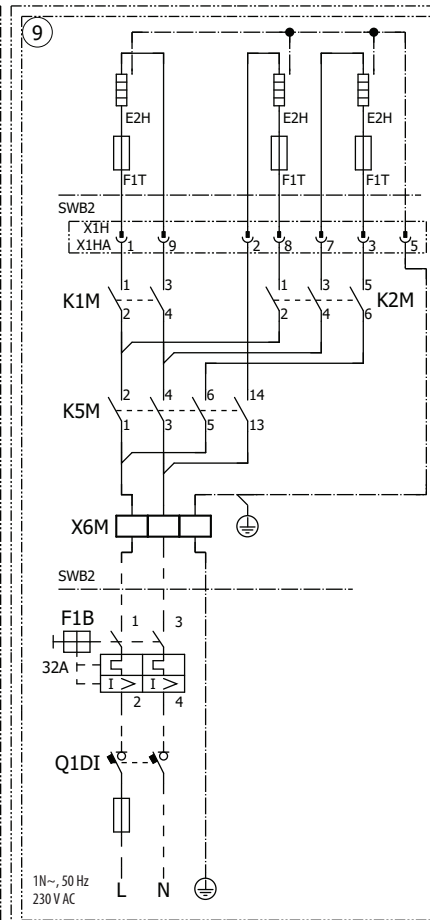 9
E2H E2H E2H
F1T F1T F1T
SWB2
X1H
X1HA 1 9 2 8 7 3 5
1 3 1 3 5
K1M K2M
2 4 2 4 6
2 4 6 14
K5M
1 3 5 13
X6M
SWB2
F1B 1 3
32A
I > I >
2 4
Q1DI
1N~, 50 Hz
230 V AC
L N